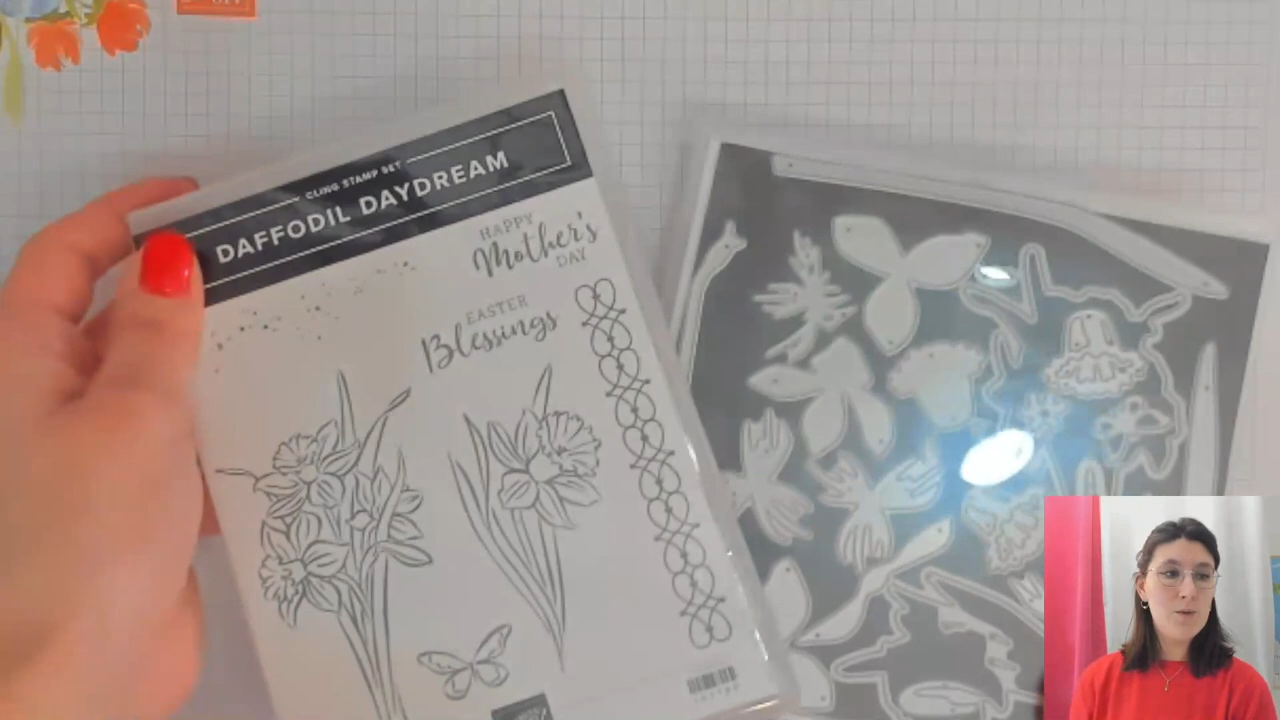 CLING STAMP SET
DAFFODIL DAYDREAM
HAPPY
Mother's
DAY
EASTER
Blessings